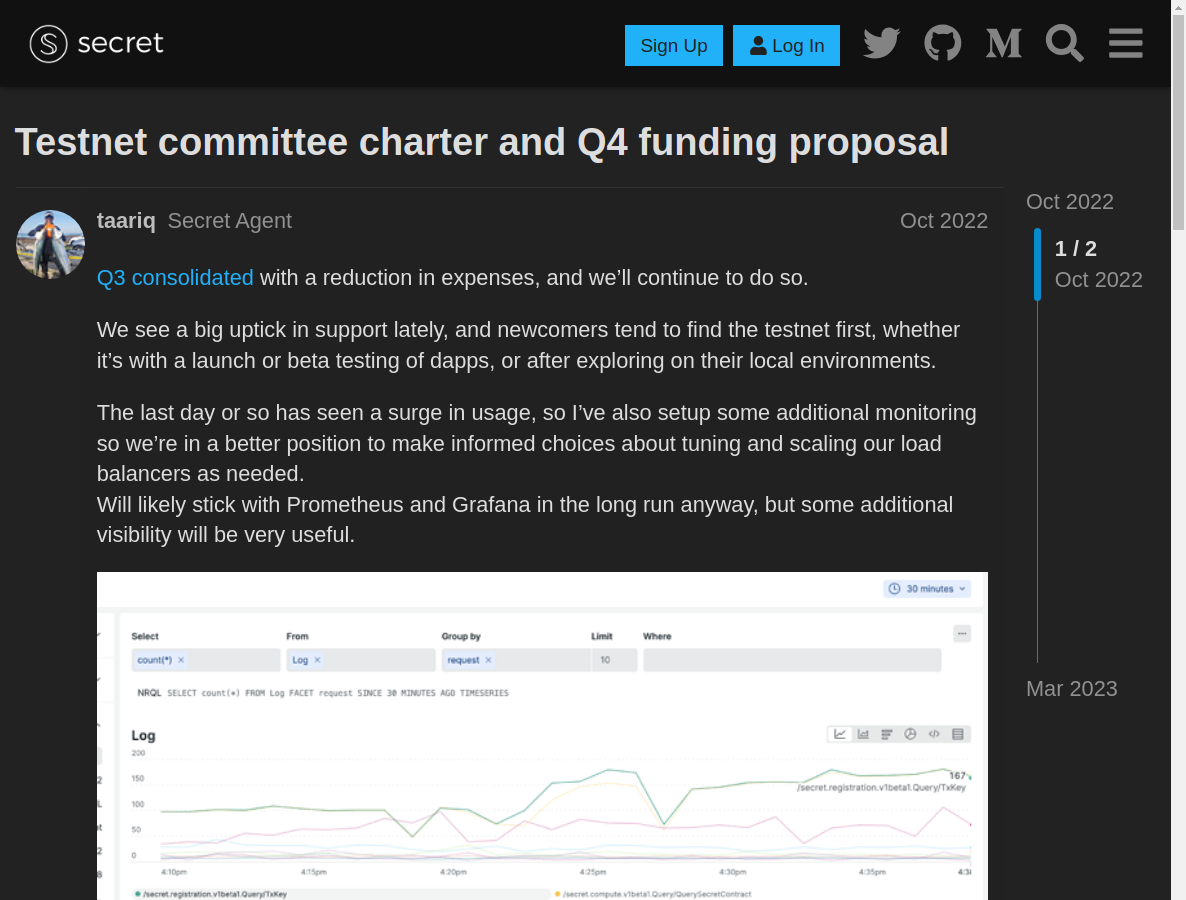 secret
Sign Up
Log In
Testnet committee charter and Q4 funding proposal
taariq Secret Agent Oct 2022
Oct 2022
1 / 2
Oct 2022
Q3 consolidated with a reduction in expenses, and we’ll continue to do so.
We see a big uptick in support lately, and newcomers tend to find the testnet first, whether
it’s with a launch or beta testing of dapps, or after exploring on their local environments.
The last day or so has seen a surge in usage, so I’ve also setup some additional monitoring
so we’re in a better position to make informed choices about tuning and scaling our load
balancers as needed.
Will likely stick with Prometheus and Grafana in the long run anyway, but some additional
visibility will be very useful.
Mar 2023
30 minutes
Select From Group by Limit Where
count(*) × Log × request × 10
NRQL SELECT count(*) FROM Log FACET request SINCE 30 MINUTES AGO TIMESERIES
Log
200
150
100
50
0
167
/secret.registration.v1beta1.Query/TxKey
4:10pm 4:15pm 4:20pm 4:25pm 4:30pm 4:35pm
/secret.registration.v1beta1.Query/TxKey /secret.compute.v1beta1.Query/QuerySecretContract